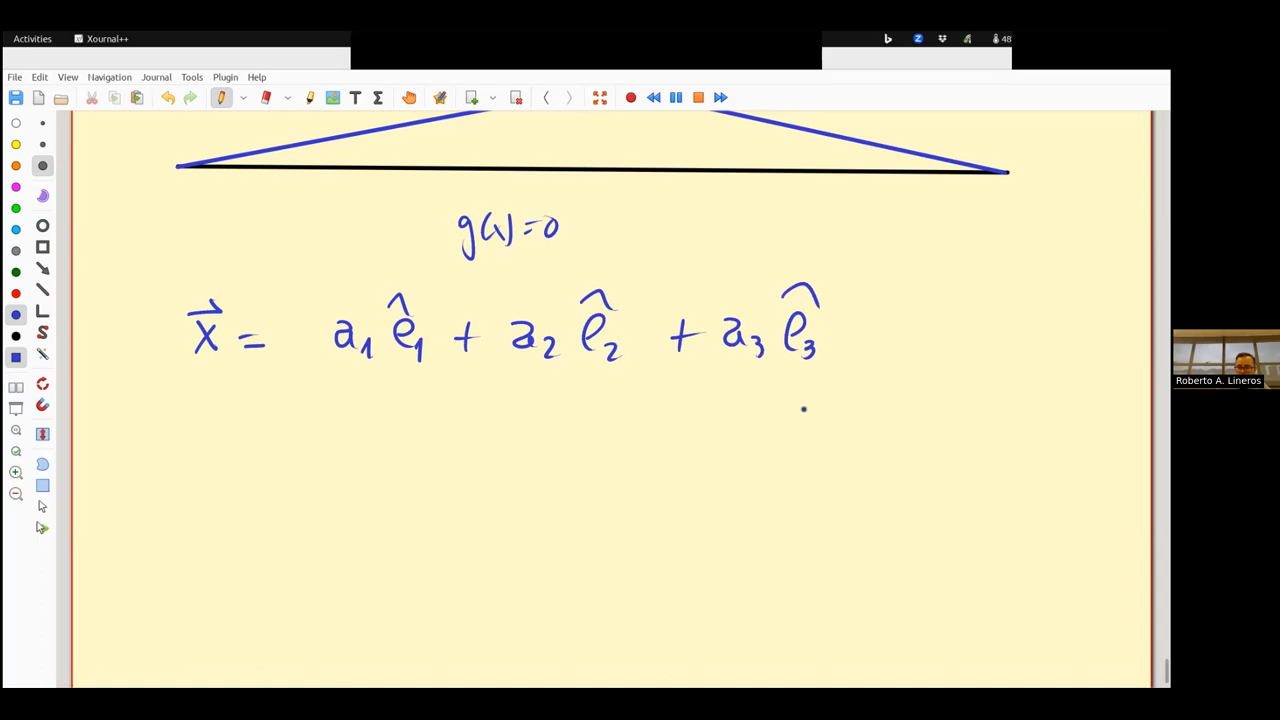 Activities Xournal++
48
File Edit View Navigation Journal Tools Plugin Help
g(x)=0
x⃗ = a₁ ê₁ + a₂ ê₂ + a₃ ê₃
Roberto A. Lineros